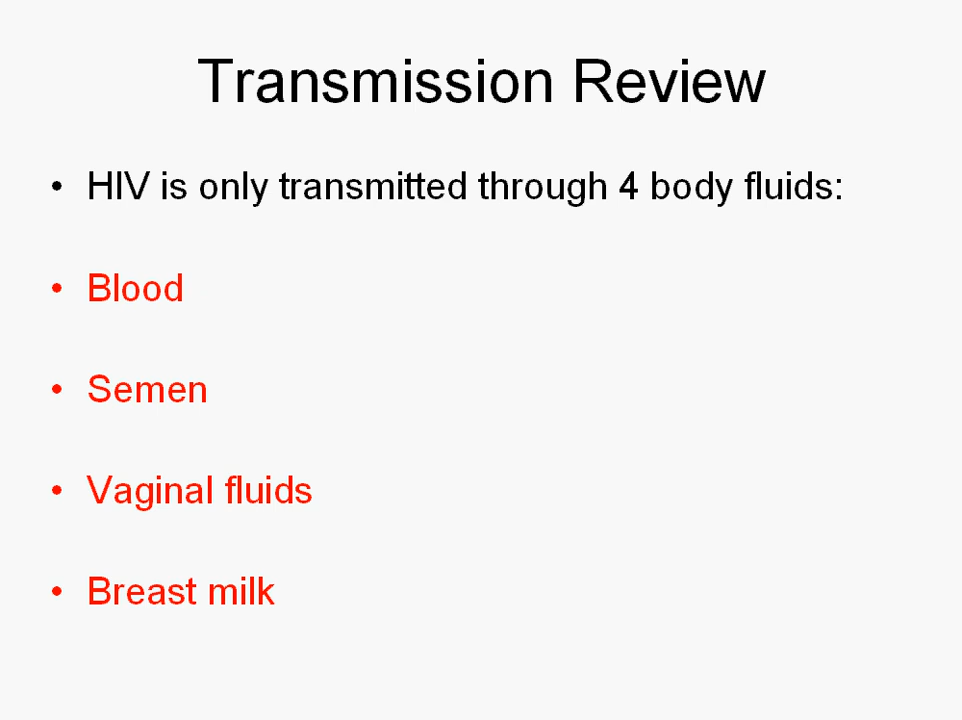 Transmission Review
• HIV is only transmitted through 4 body fluids:
• Blood
• Semen
• Vaginal fluids
• Breast milk